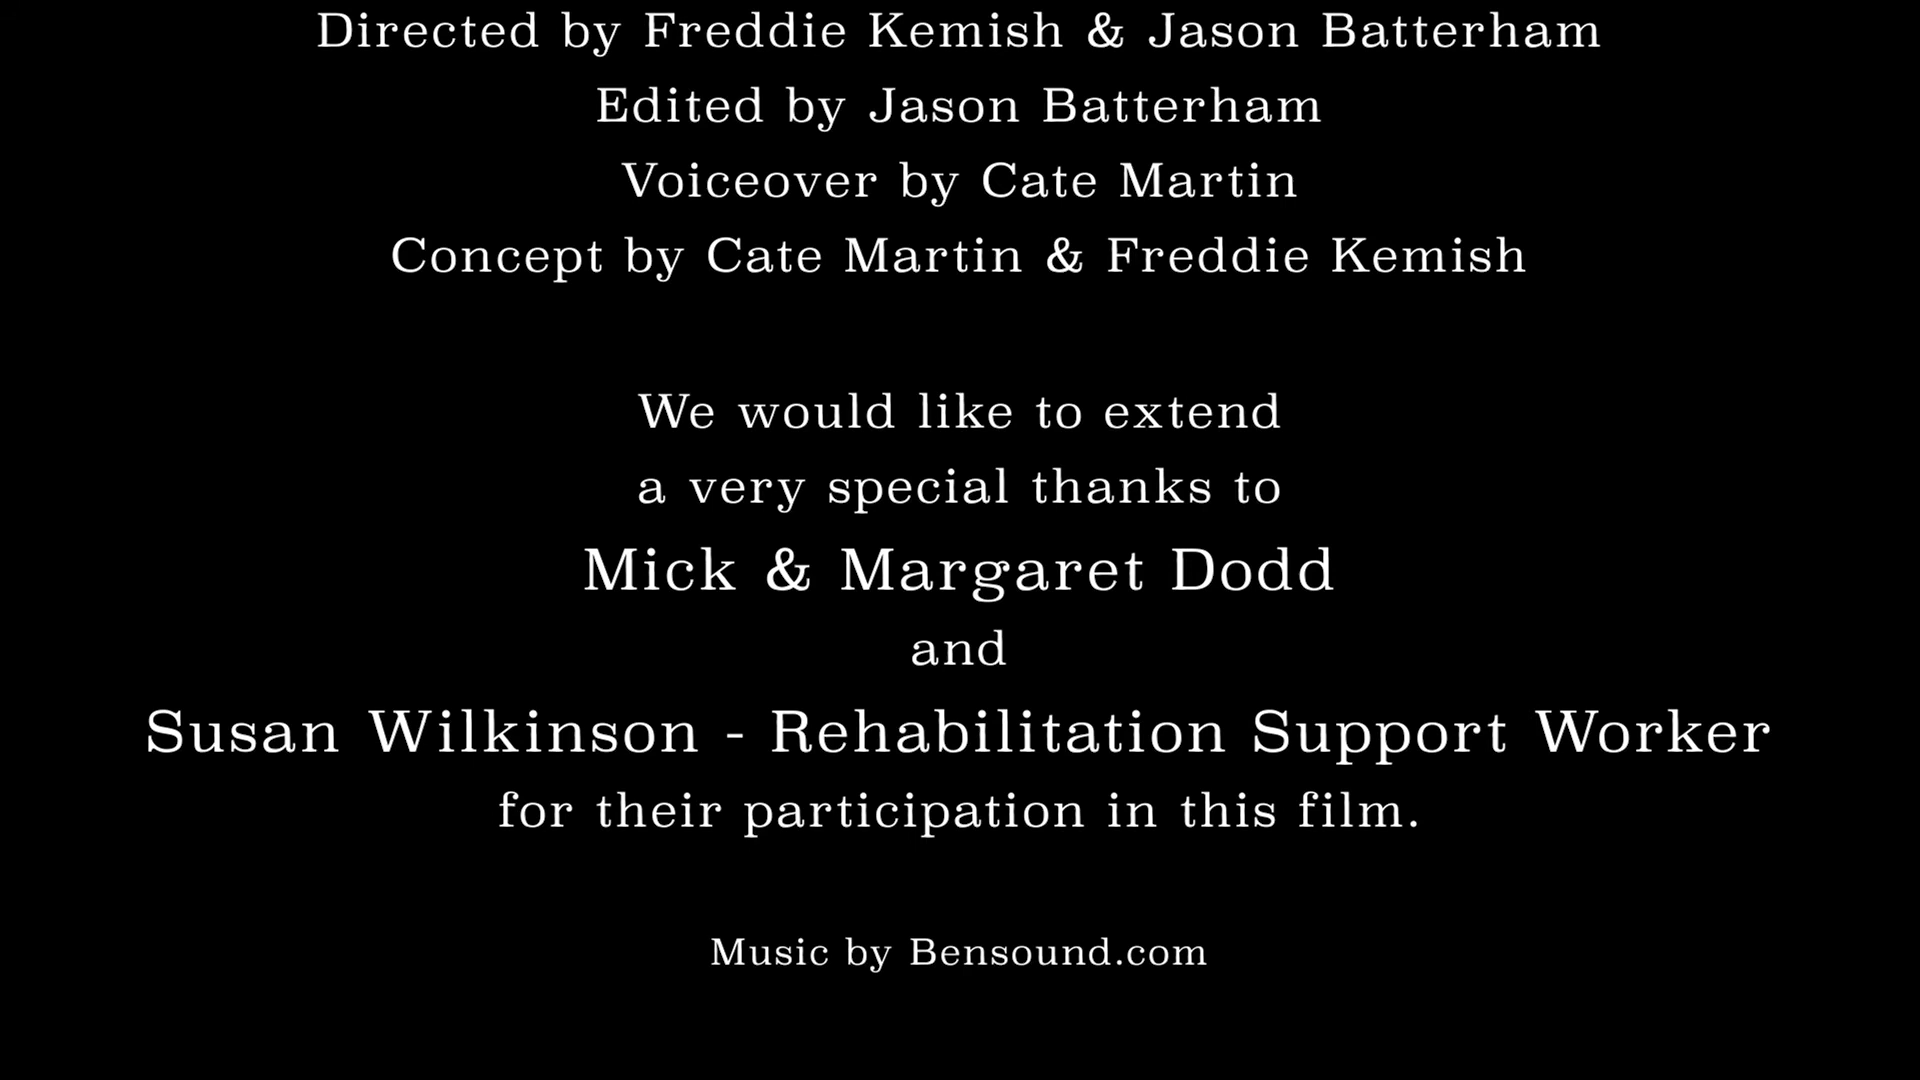 Directed by Freddie Kemish & Jason Batterham
Edited by Jason Batterham
Voiceover by Cate Martin
Concept by Cate Martin & Freddie Kemish
We would like to extend
a very special thanks to
Mick & Margaret Dodd
and
Susan Wilkinson - Rehabilitation Support Worker
for their participation in this film.
Music by Bensound.com